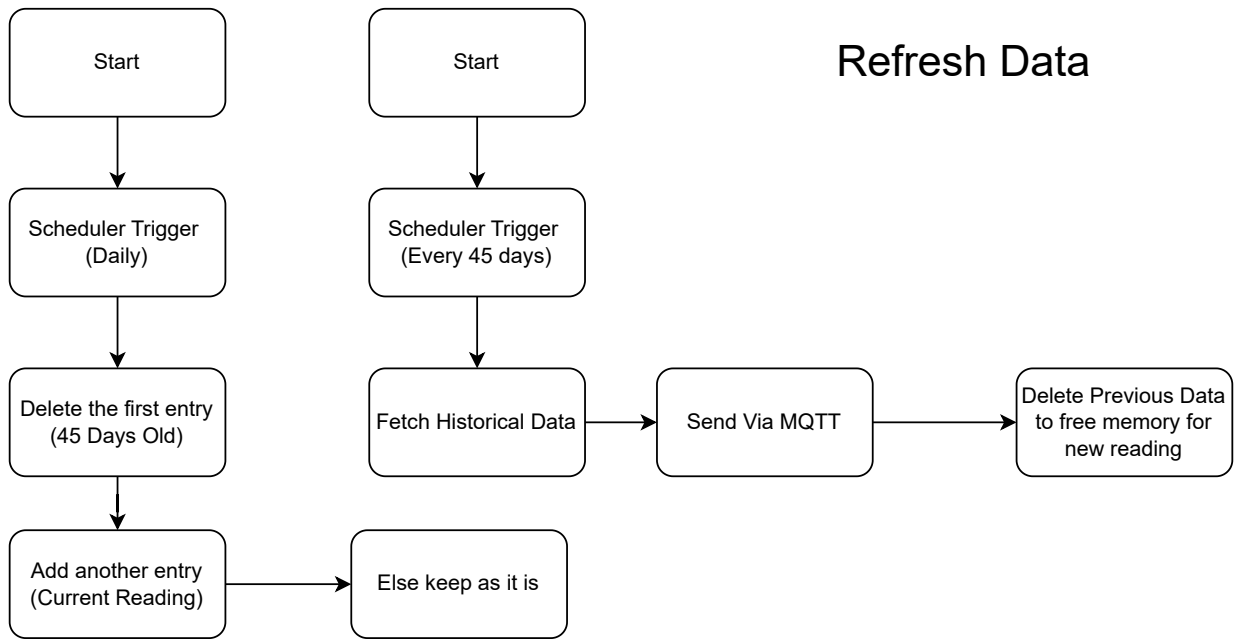 Refresh Data
Start
Scheduler Trigger
(Daily)
Delete the first entry
(45 Days Old)
Add another entry
(Current Reading)
Else keep as it is
Start
Scheduler Trigger
(Every 45 days)
Fetch Historical Data
Send Via MQTT
Delete Previous Data
to free memory for
new reading